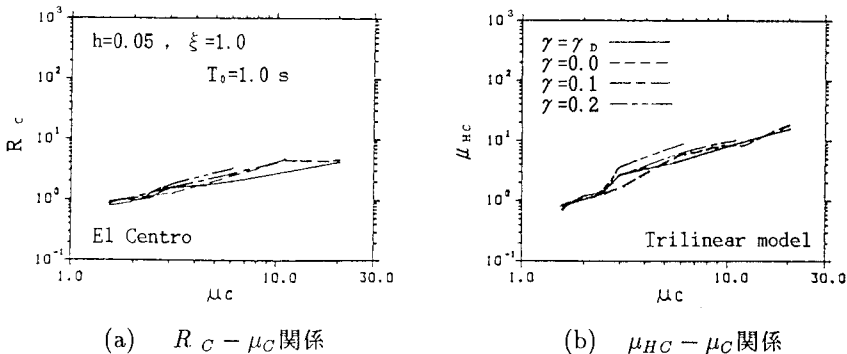 10³
10²
10¹
10⁰
10⁻¹
R C
h=0.05 , ξ=1.0
T₀=1.0 s
El Centro
1.0
10.0
30.0
μc
(a) R C − μC関係
10³
10²
10¹
10⁰
10⁻¹
μHC
γ=γD
γ=0.0
γ=0.1
γ=0.2
Trilinear model
1.0
10.0
30.0
μc
(b) μHC − μC関係